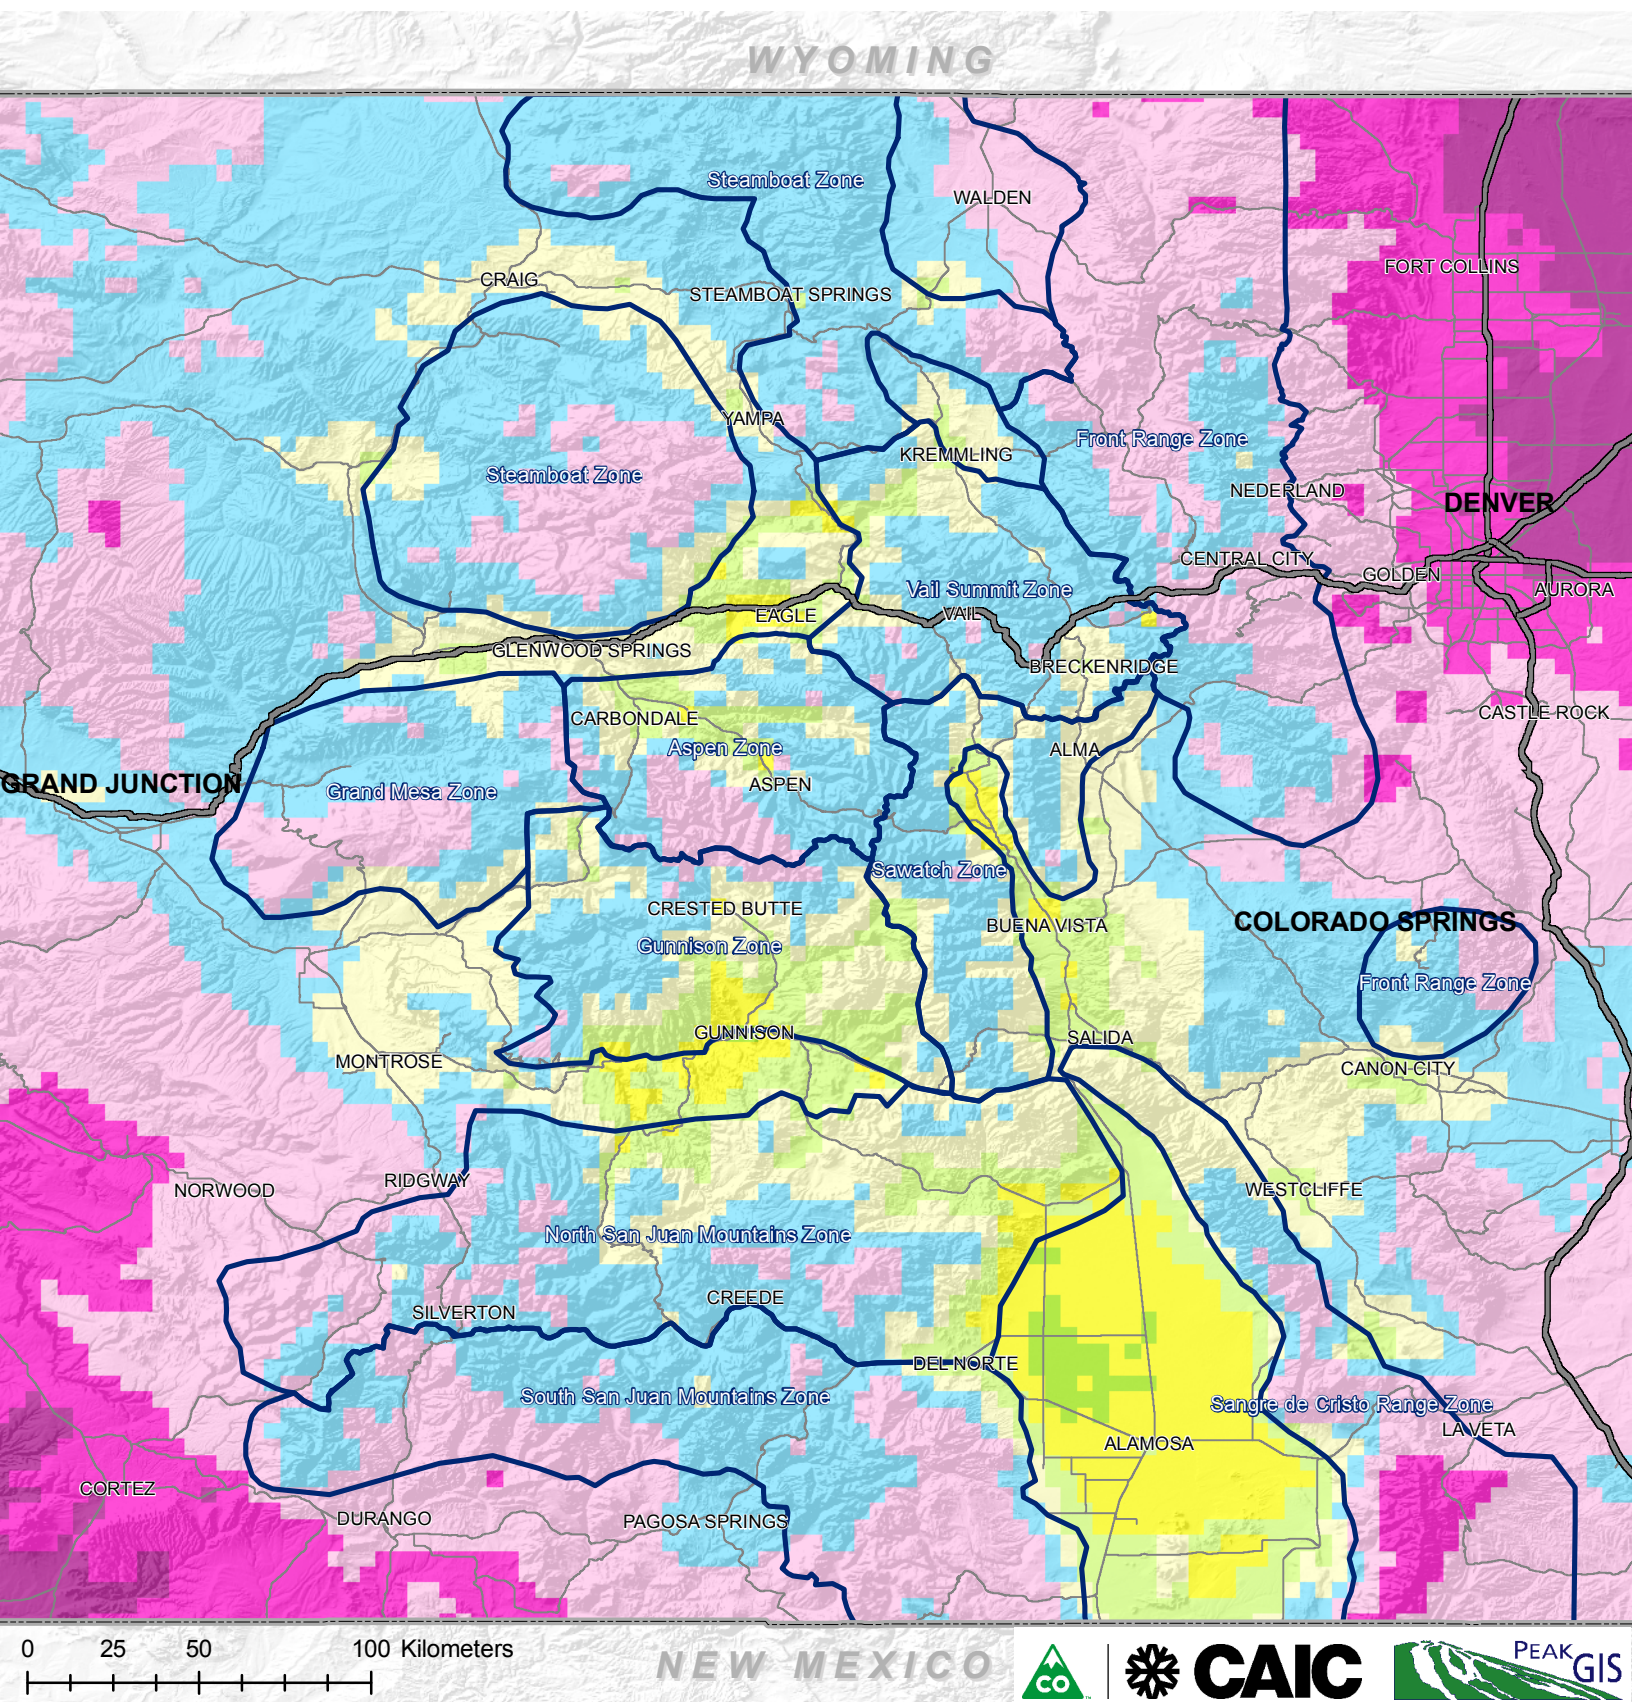 WYOMING
Steamboat Zone
WALDEN
FORT COLLINS
CRAIG
STEAMBOAT SPRINGS
YAMPA
Front Range Zone
KREMMLING
Steamboat Zone
NEDERLAND
DENVER
CENTRAL CITY
GOLDEN
AURORA
Vail Summit Zone
EAGLE
VAIL
GLENWOOD SPRINGS
BRECKENRIDGE
CARBONDALE
CASTLE ROCK
Aspen Zone
ALMA
GRAND JUNCTION
Grand Mesa Zone
ASPEN
Sawatch Zone
CRESTED BUTTE
BUENA VISTA
COLORADO SPRINGS
Gunnison Zone
Front Range Zone
GUNNISON
SALIDA
MONTROSE
CANON CITY
RIDGWAY
NORWOOD
WESTCLIFFE
North San Juan Mountains Zone
CREEDE
SILVERTON
DEL NORTE
South San Juan Mountains Zone
Sangre de Cristo Range Zone
LA VETA
ALAMOSA
CORTEZ
DURANGO
PAGOSA SPRINGS
0 25 50 100 Kilometers
NEW MEXICO
CO
TM
CAIC
PEAK
GIS